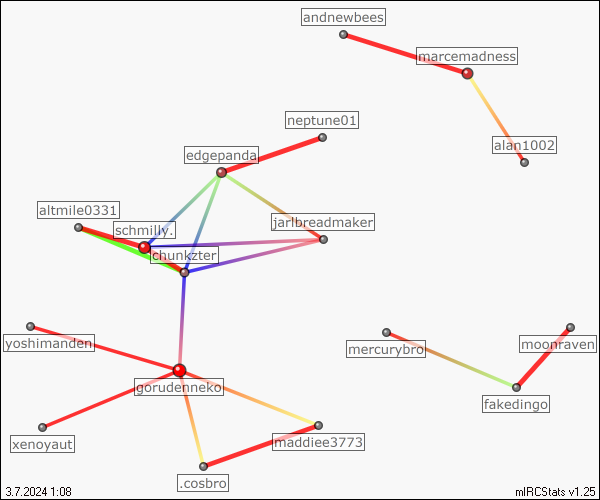 andnewbees
marcemadness
neptune01
alan1002
edgepanda
altmile0331
jarlbreadmaker
schmilly.
chunkzter
yoshimanden
mercurybro
moonraven
gorudenneko
fakedingo
xenoyaut
maddiee3773
.cosbro
3.7.2024 1:08
mIRCStats v1.25